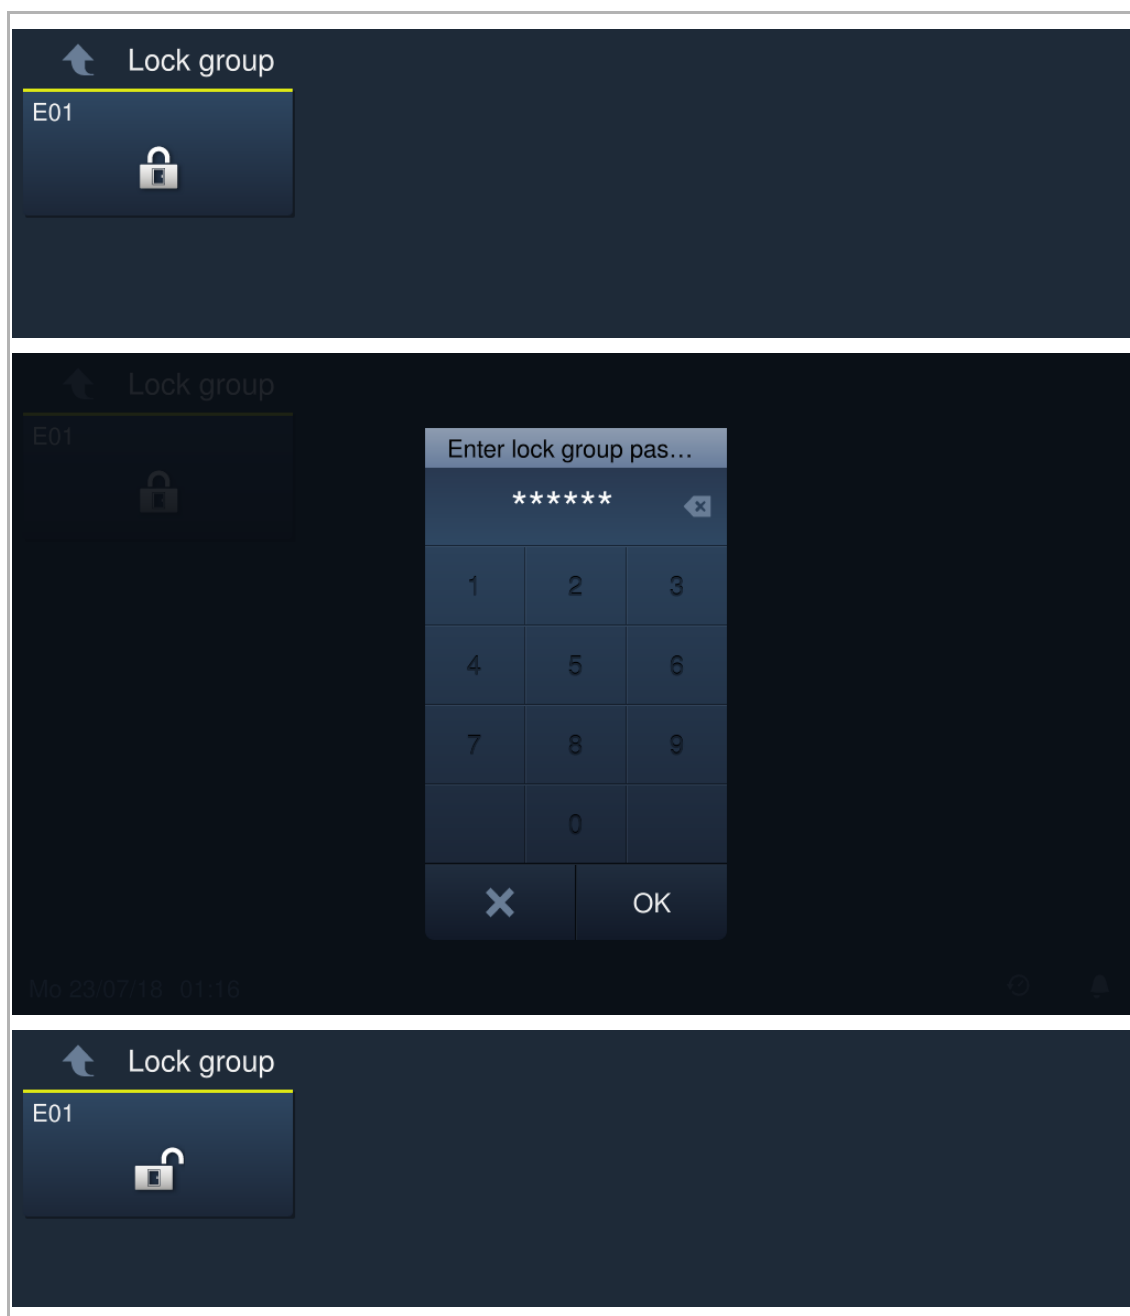 Lock group
E01
Lock group
E01
Enter lock group pas...
******
1 2 3
4 5 6
7 8 9
0
OK
Mo 23/07/18 01:16
Lock group
E01